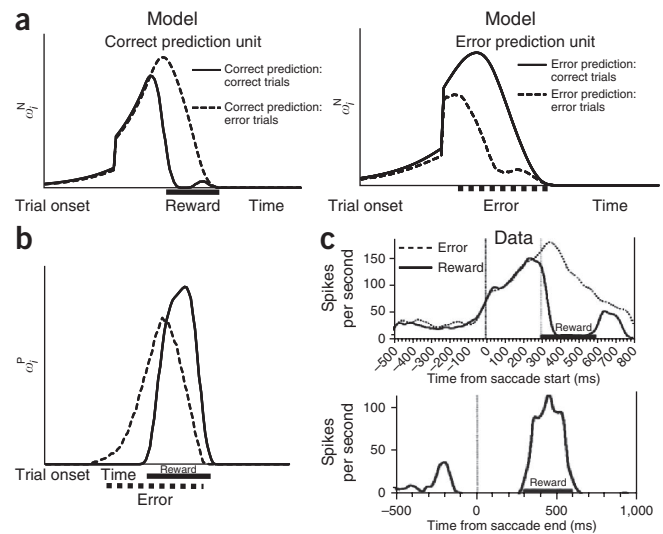 a
Model
Correct prediction unit
Correct prediction:
correct trials
Correct prediction:
error trials
ω_i^N
Trial onset
Reward
Time
Model
Error prediction unit
Error prediction:
correct trials
Error prediction:
error trials
ω_i^N
Trial onset
Error
Time
b
ω_i^P
Trial onset
Time
Reward
Error
c
Data
Error
Reward
Spikes
per second
150
100
50
0
Reward
-500
-400
-300
-200
-100
0
100
200
300
400
500
600
700
800
Time from saccade start (ms)
Spikes
per second
100
50
0
Reward
-500
0
500
1,000
Time from saccade end (ms)